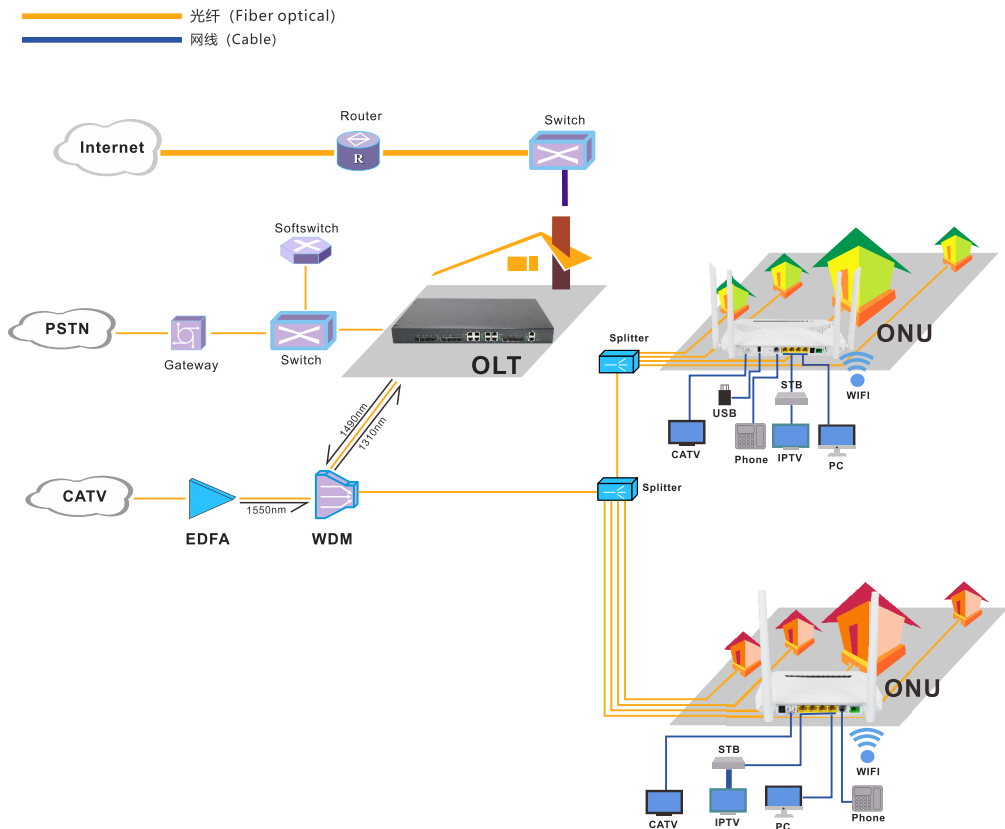 光纤 (Fiber optical)
网线 (Cable)
Router
Switch
Internet
R
Softswitch
PSTN
Gateway
Switch
OLT
1490nm
1310nm
CATV
EDFA
1550nm
WDM
Splitter
Splitter
ONU
STB
USB
WIFI
CATV
Phone
IPTV
PC
ONU
STB
WIFI
CATV
IPTV
PC
Phone